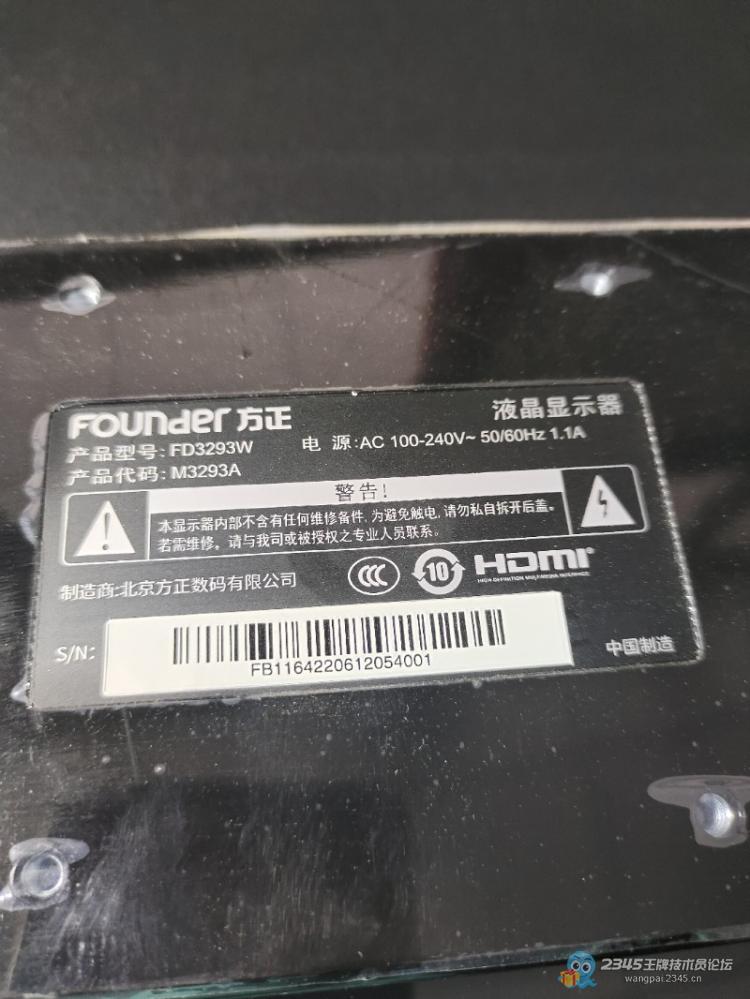 Founder 方正
液晶显示器
产品型号: FD3293W
电 源:AC 100-240V~ 50/60Hz 1.1A
产品代码: M3293A
警告!
本显示器内部不含有任何维修备件,为避免触电,请勿私自拆开后盖。
若需维修。请与我司或被授权之专业人员联系。
制造商:北京方正数码有限公司
CCC
10
HDMI
HIGH-DEFINITION MULTIMEDIA INTERFACE
S/N:
FB1164220612054001
中国制造
2345王牌技术员论坛
wangpai.2345.cn